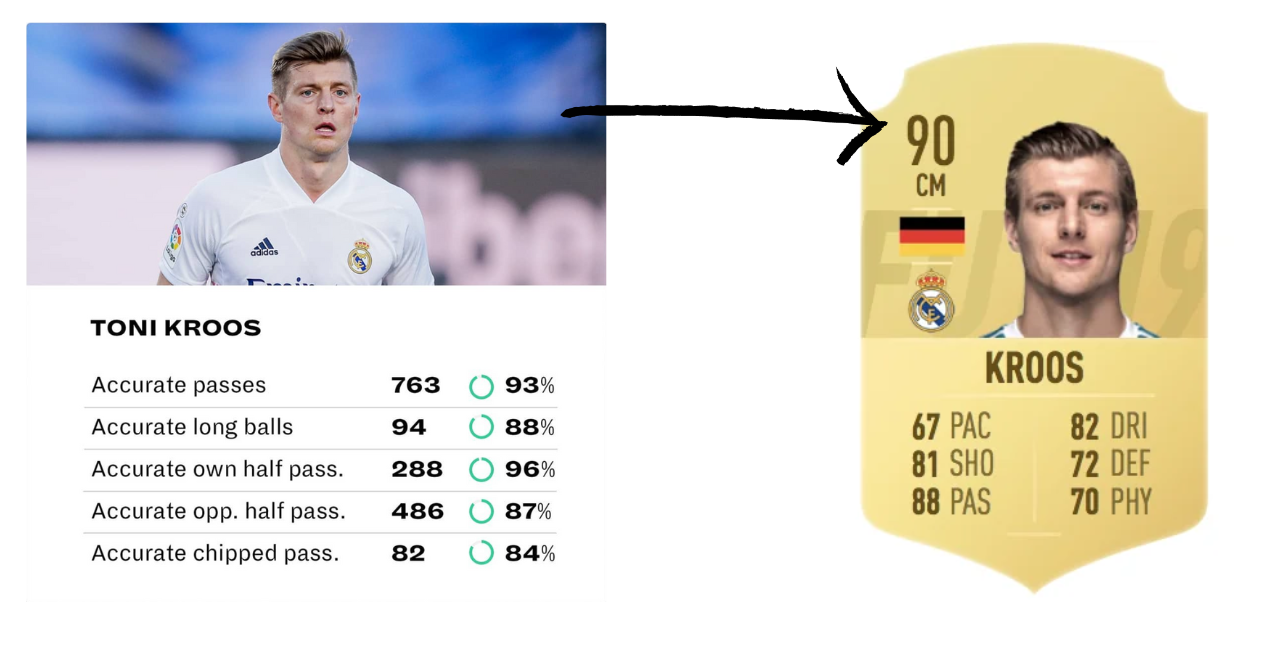 adidas
TONI KROOS
Accurate passes 763 93%
Accurate long balls 94 88%
Accurate own half pass. 288 96%
Accurate opp. half pass. 486 87%
Accurate chipped pass. 82 84%
90
CM
KROOS
67 PAC 82 DRI
81 SHO 72 DEF
88 PAS 70 PHY